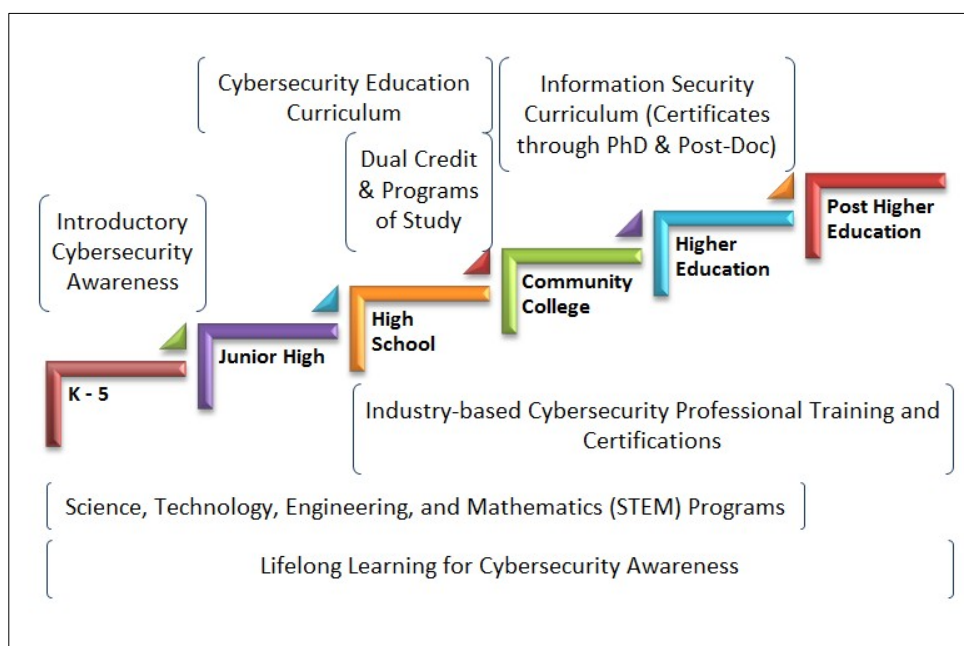 Cybersecurity Education
Curriculum
Information Security
Curriculum (Certificates
through PhD & Post-Doc)
Dual Credit
& Programs
of Study
Introductory
Cybersecurity
Awareness
Post Higher
Education
Higher
Education
Community
College
High
School
Junior High
K - 5
Industry-based Cybersecurity Professional Training and
Certifications
Science, Technology, Engineering, and Mathematics (STEM) Programs
Lifelong Learning for Cybersecurity Awareness